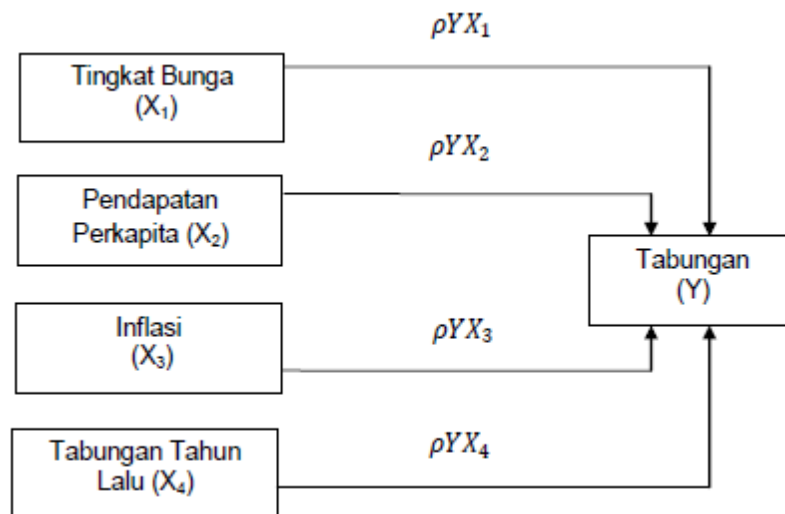 ρYX₁
Tingkat Bunga
(X₁)
ρYX₂
Pendapatan
Perkapita (X₂)
Tabungan
(Y)
Inflasi
(X₃)
ρYX₃
Tabungan Tahun
Lalu (X₄)
ρYX₄